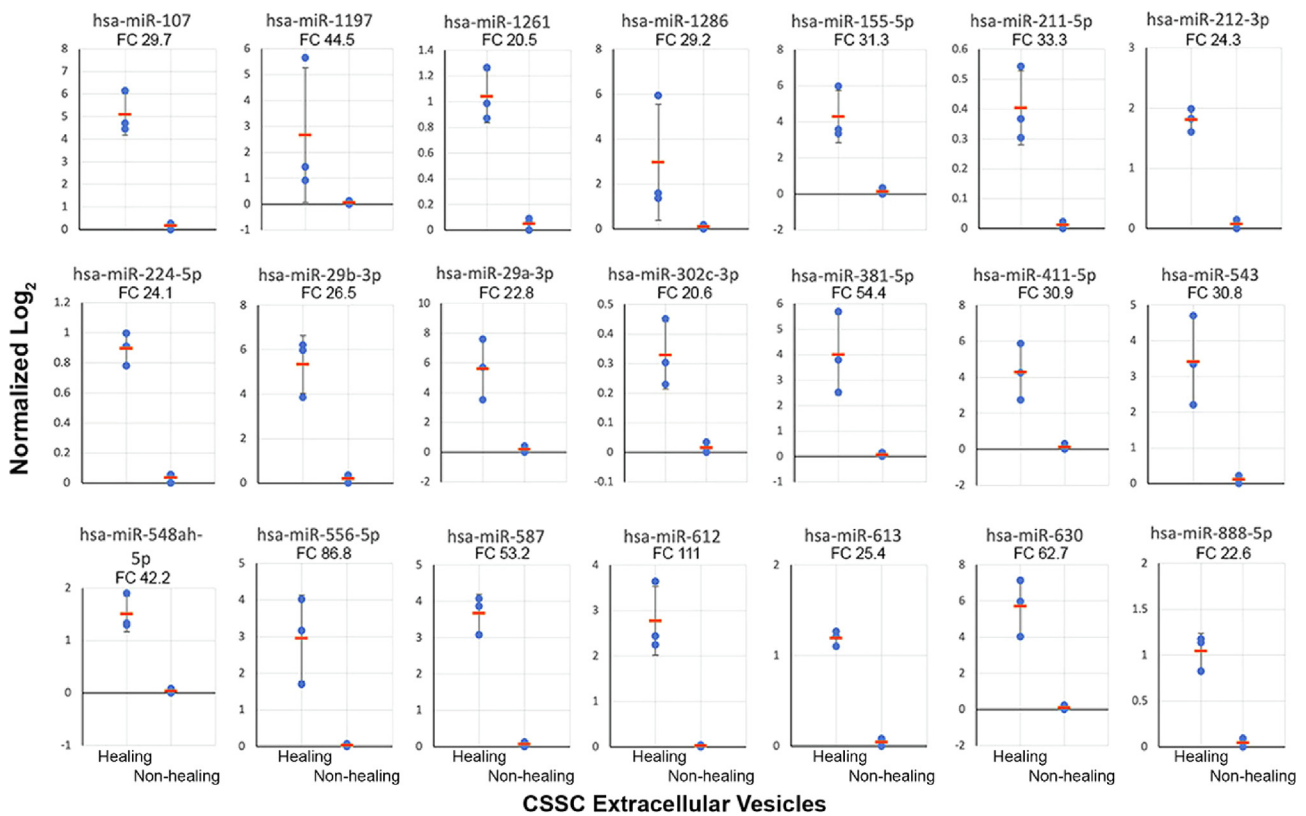 hsa-miR-107 hsa-miR-1197 hsa-miR-1261 hsa-miR-1286 hsa-miR-155-5p hsa-miR-211-5p hsa-miR-212-3p
FC 29.7 FC 44.5 FC 20.5 FC 29.2 FC 31.3 FC 33.3 FC 24.3
8 7 6 5 4 3 2 1 0
6 5 4 3 2 1 0 -1
1.4 1.2 1 0.8 0.6 0.4 0.2 0
8 6 4 2 0
8 6 4 2 0 -2
0.6 0.5 0.4 0.3 0.2 0.1 0
3 2 1 0
Normalized Log2
hsa-miR-224-5p hsa-miR-29b-3p hsa-miR-29a-3p hsa-miR-302c-3p hsa-miR-381-5p hsa-miR-411-5p hsa-miR-543
FC 24.1 FC 26.5 FC 22.8 FC 20.6 FC 54.4 FC 30.9 FC 30.8
1.2 1 0.8 0.6 0.4 0.2 0
8 6 4 2 0
10 8 6 4 2 0 -2
0.5 0.4 0.3 0.2 0.1 0 -0.1
6 5 4 3 2 1 0 -1
8 6 4 2 0 -2
5 4 3 2 1 0
hsa-miR-548ah- hsa-miR-556-5p hsa-miR-587 hsa-miR-612 hsa-miR-613 hsa-miR-630 hsa-miR-888-5p
5p FC 86.8 FC 53.2 FC 111 FC 25.4 FC 62.7 FC 22.6
FC 42.2
2 1 0 -1
5 4 3 2 1 0
5 4 3 2 1 0
4 3 2 1 0
2 1 0
8 6 4 2 0 -2
2 1.5 1 0.5 0
Healing Healing Healing Healing Healing Healing Healing
Non-healing Non-healing Non-healing Non-healing Non-healing Non-healing Non-healing
CSSC Extracellular Vesicles